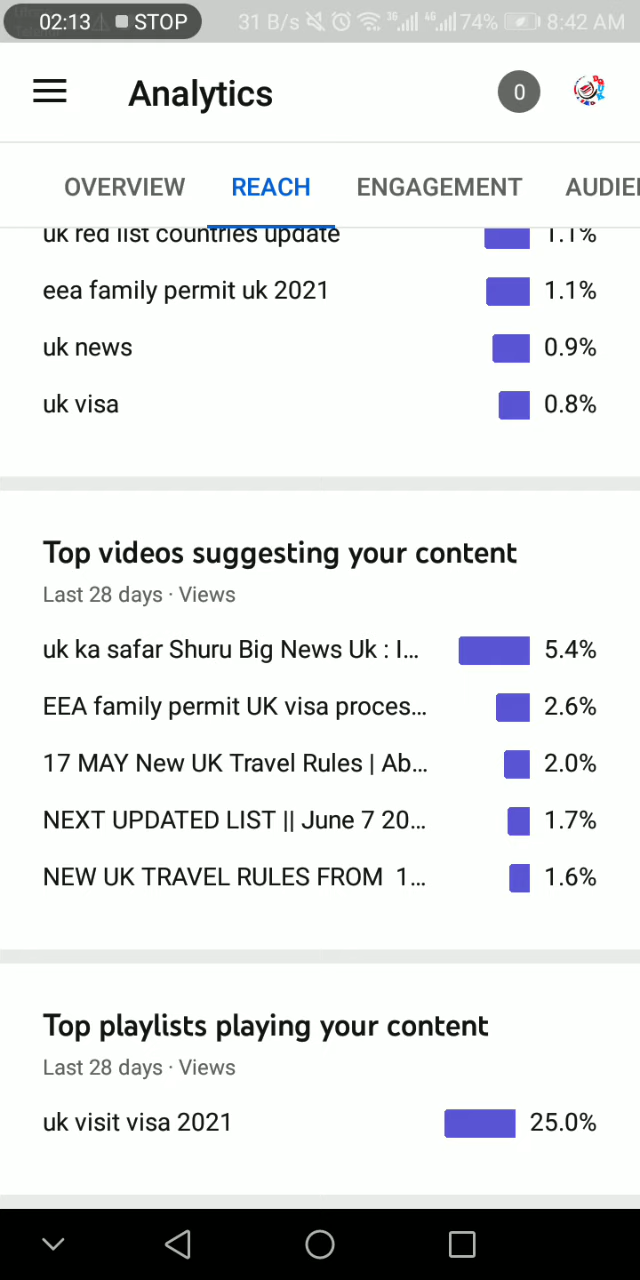 02:13 STOP 31 B/s 3G 4G 74% 8:42 AM
Analytics 0
OVERVIEW REACH ENGAGEMENT AUDIE
uk red list countries update 1.1%
eea family permit uk 2021 1.1%
uk news 0.9%
uk visa 0.8%
Top videos suggesting your content
Last 28 days · Views
uk ka safar Shuru Big News Uk : I... 5.4%
EEA family permit UK visa proces... 2.6%
17 MAY New UK Travel Rules | Ab... 2.0%
NEXT UPDATED LIST || June 7 20... 1.7%
NEW UK TRAVEL RULES FROM 1... 1.6%
Top playlists playing your content
Last 28 days · Views
uk visit visa 2021 25.0%